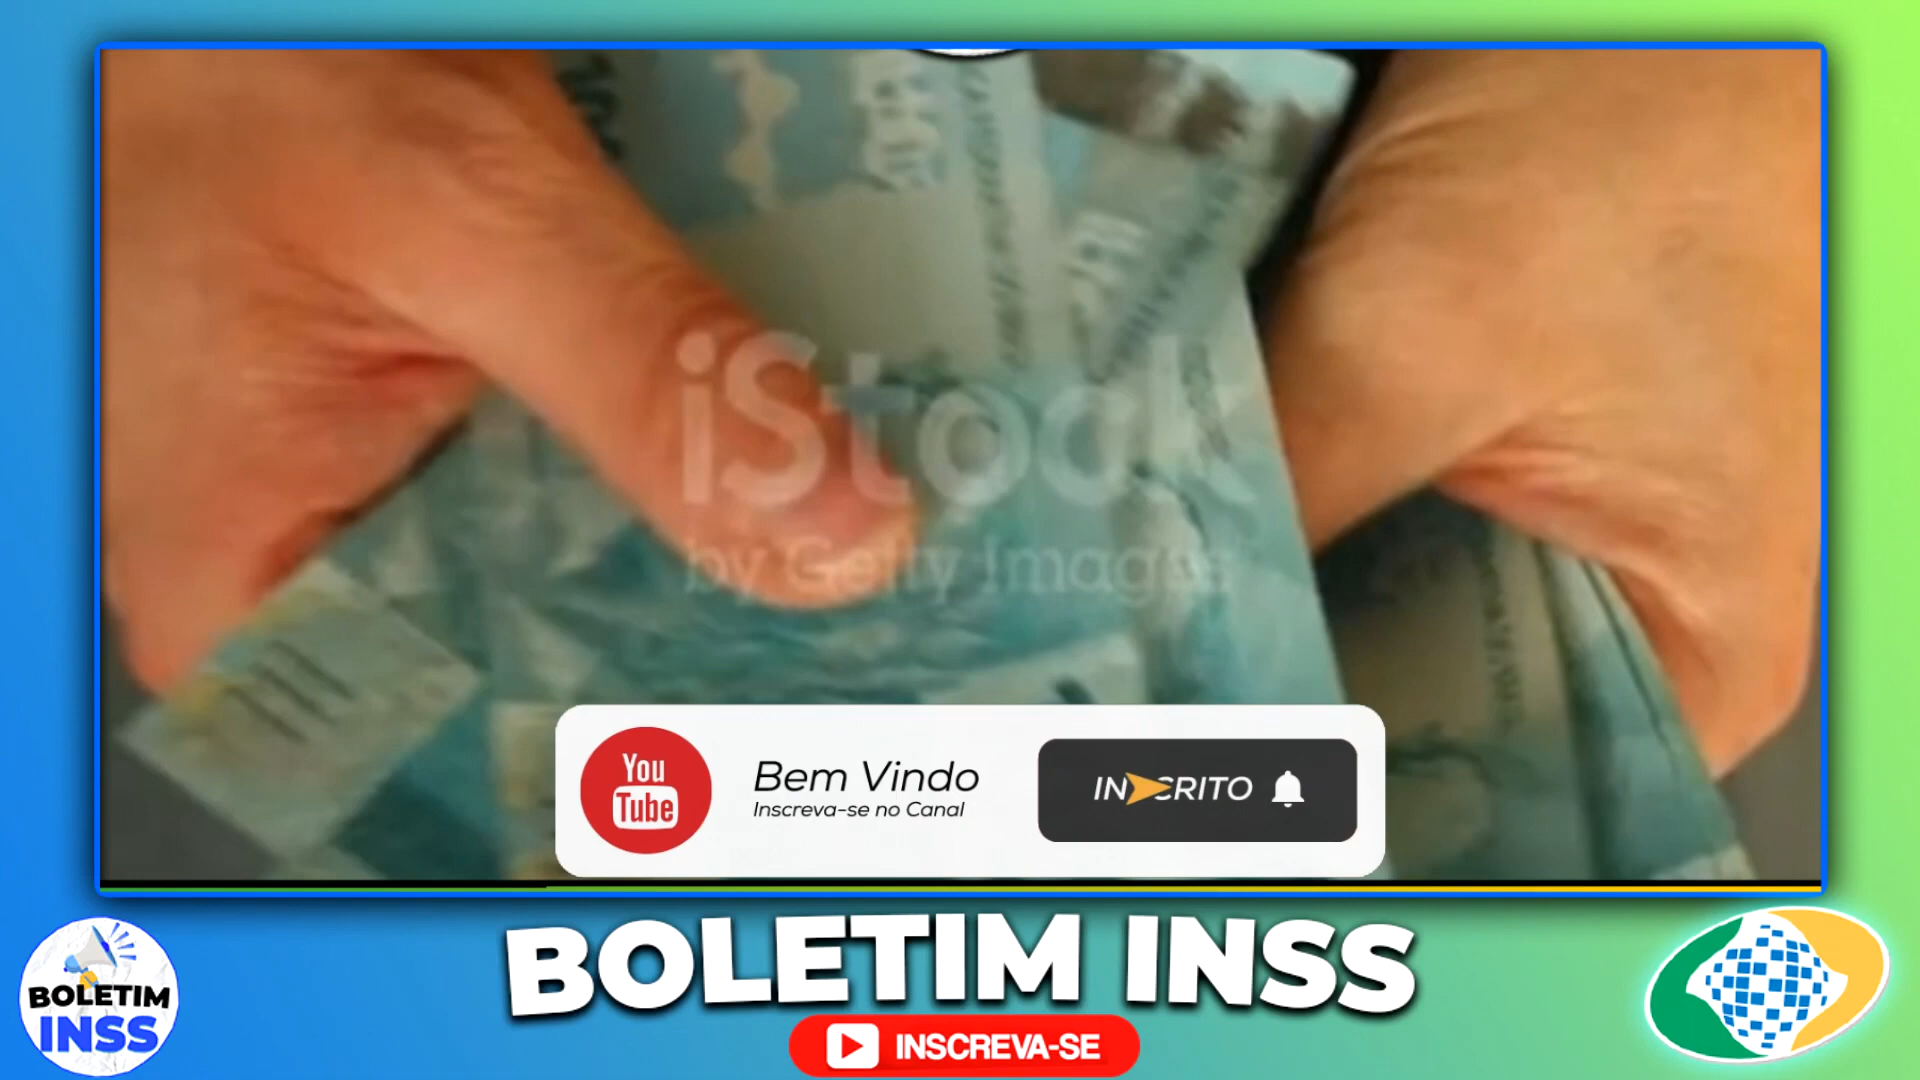 iStock
by Getty Images
You
Tube
Bem Vindo
Inscreva-se no Canal
INSCRITO
BOLETIM INSS
BOLETIM
INSS
INSCREVA-SE